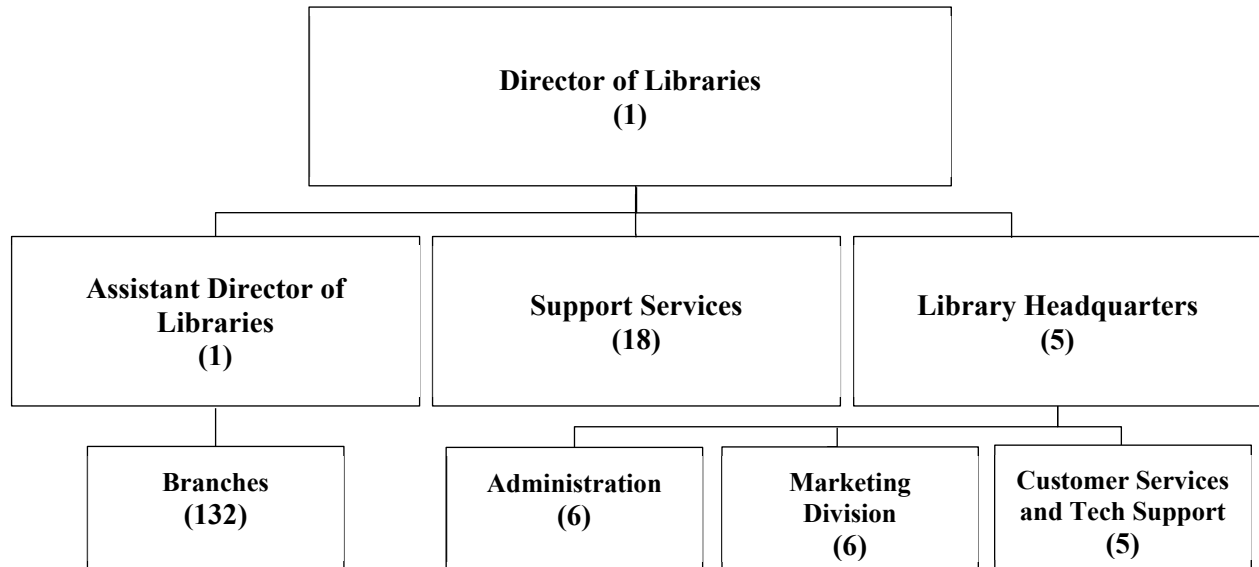 Director of Libraries
(1)
Assistant Director of
Libraries
(1)
Support Services
(18)
Library Headquarters
(5)
Branches
(132)
Administration
(6)
Marketing
Division
(6)
Customer Services
and Tech Support
(5)